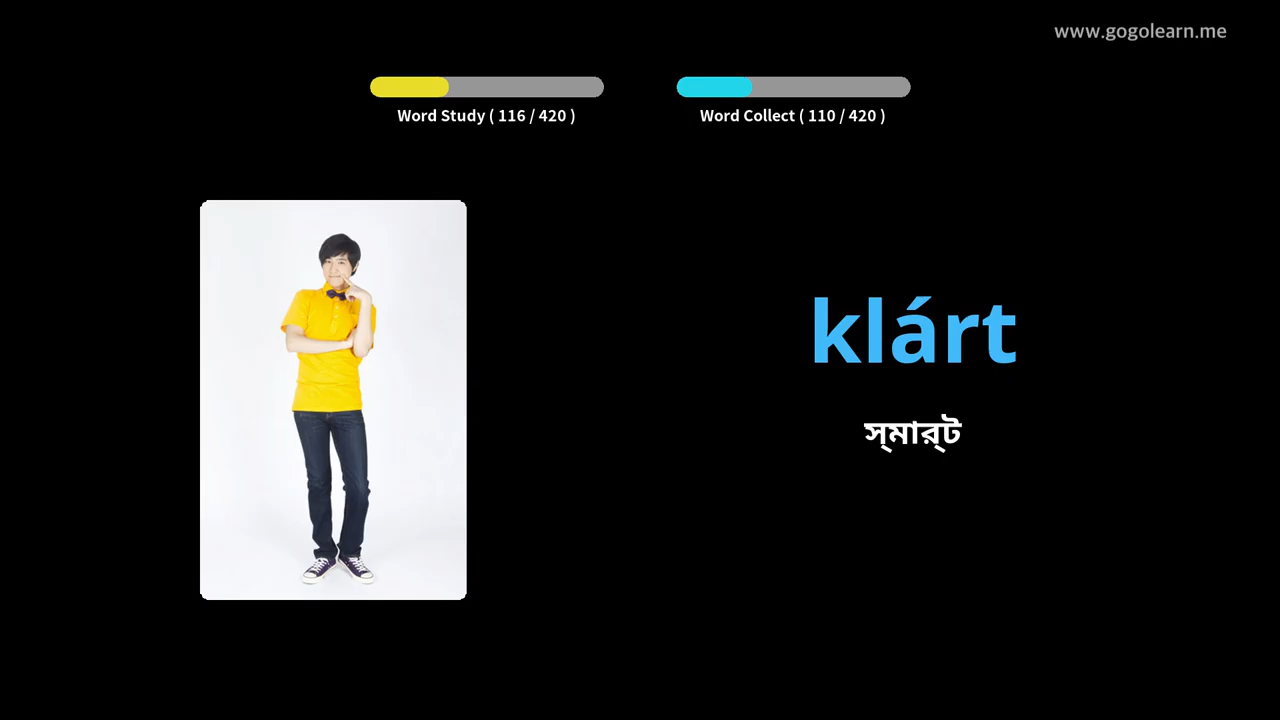 www.gogolearn.me
Word Study ( 116 / 420 )
Word Collect ( 110 / 420 )
klárt
স্মার্ট